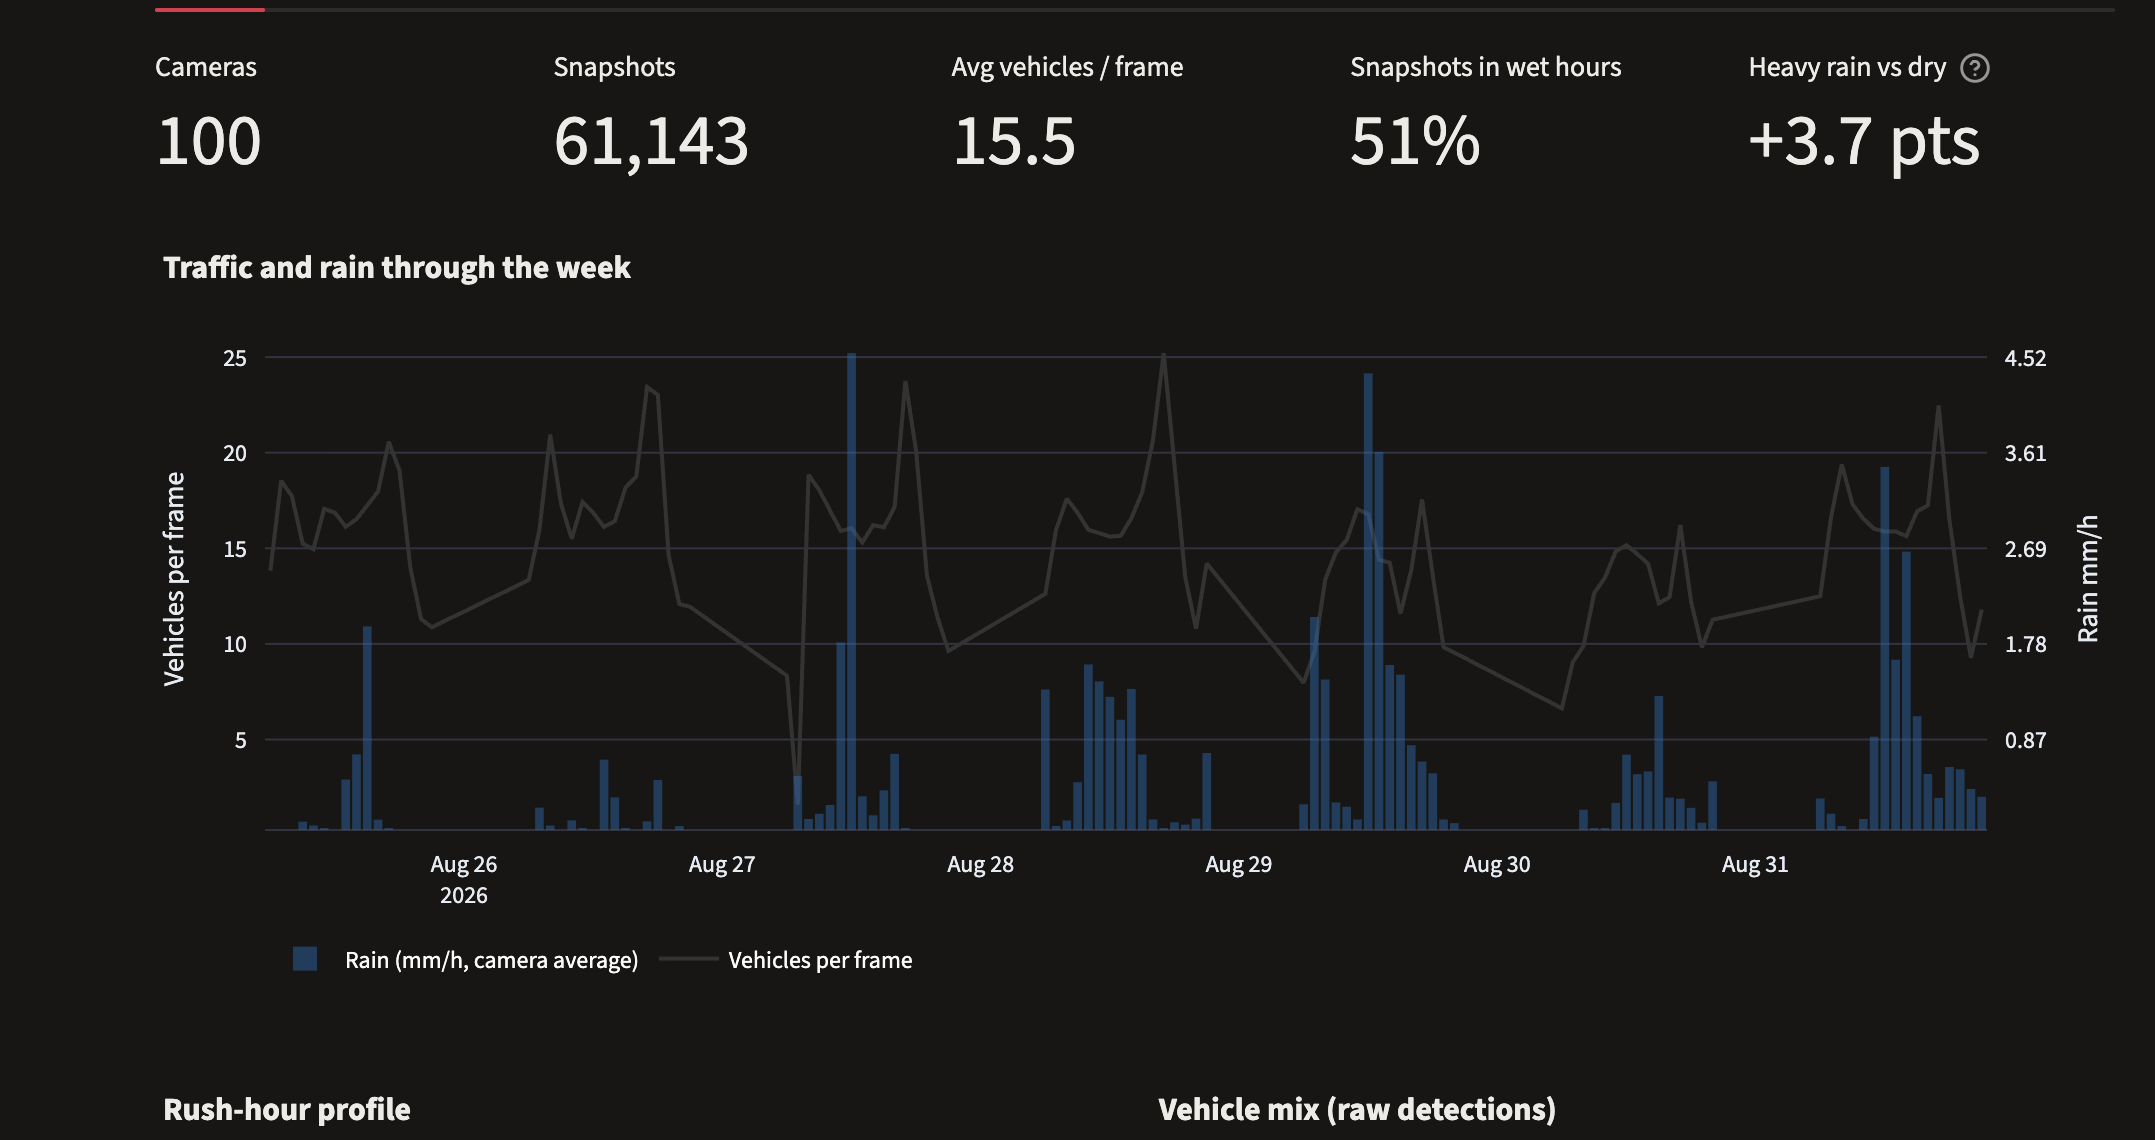 Cameras
100
Snapshots
61,143
Avg vehicles / frame
15.5
Snapshots in wet hours
51%
Heavy rain vs dry ?
+3.7 pts
Traffic and rain through the week
Vehicles per frame
25
20
15
10
5
4.52
3.61
2.69
1.78
0.87
Rain mm/h
Aug 26
2026
Aug 27
Aug 28
Aug 29
Aug 30
Aug 31
Rain (mm/h, camera average)
Vehicles per frame
Rush-hour profile
Vehicle mix (raw detections)